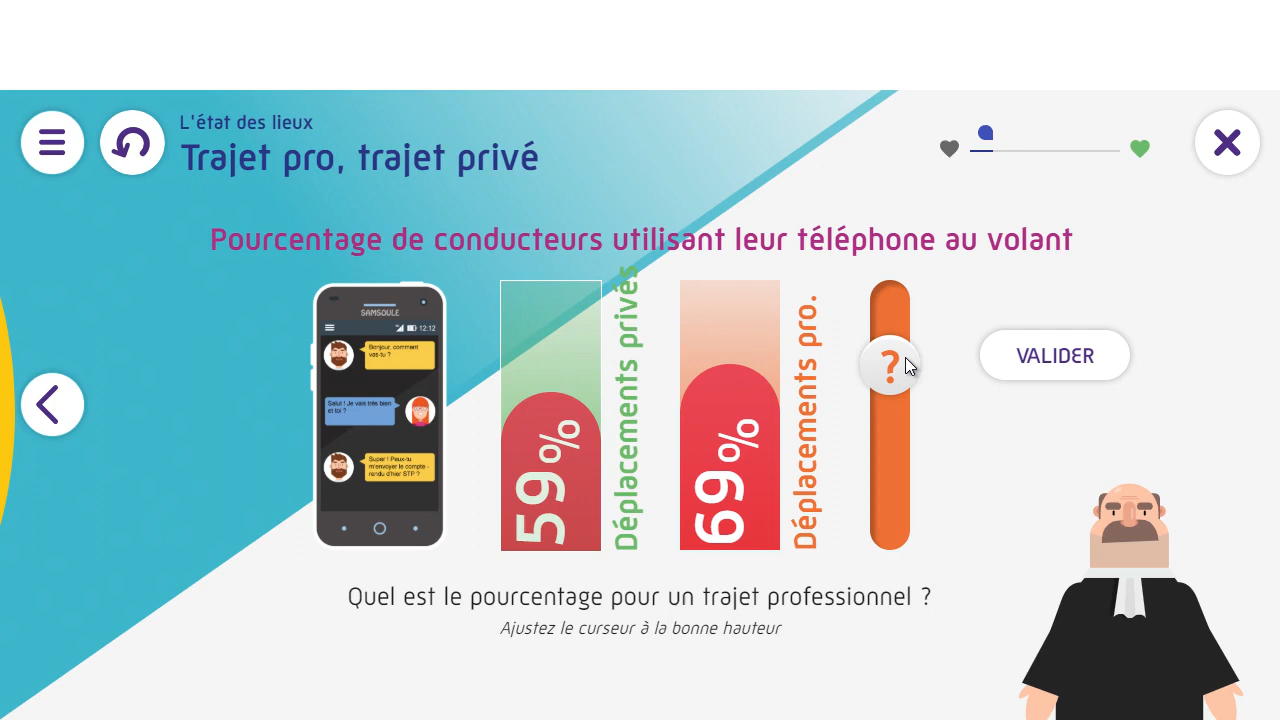 L'état des lieux
Trajet pro, trajet privé
Pourcentage de conducteurs utilisant leur téléphone au volant
SAMSOULE
12:12
Bonjour, comment
vas-tu ?
Salut ! Je vais très bien
et toi ?
Super ! Peux-tu
m'envoyer le compte -
rendu d'hier STP ?
59%
Déplacements privés
69%
Déplacements pro.
?
VALIDER
Quel est le pourcentage pour un trajet professionnel ?
Ajustez le curseur à la bonne hauteur